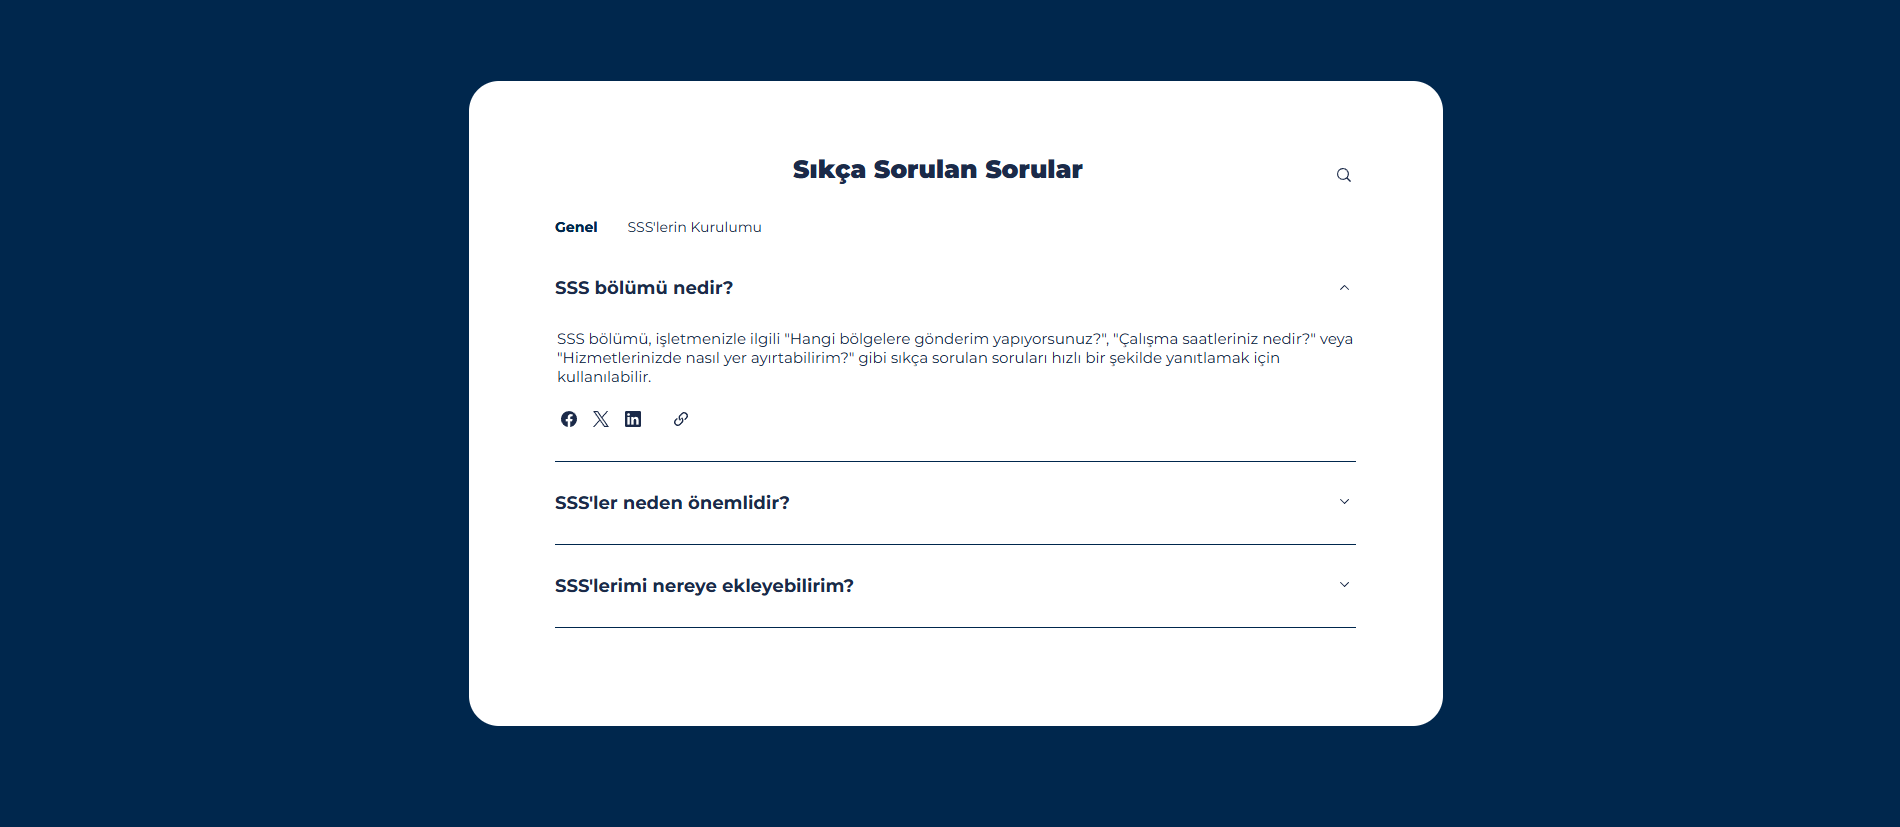 Sıkça Sorulan Sorular
Genel SSS'lerin Kurulumu
SSS bölümü nedir?
SSS bölümü, işletmenizle ilgili "Hangi bölgelere gönderim yapıyorsunuz?", "Çalışma saatleriniz nedir?" veya
"Hizmetlerinizde nasıl yer ayırtabilirim?" gibi sıkça sorulan soruları hızlı bir şekilde yanıtlamak için
kullanılabilir.
SSS'ler neden önemlidir?
SSS'lerimi nereye ekleyebilirim?